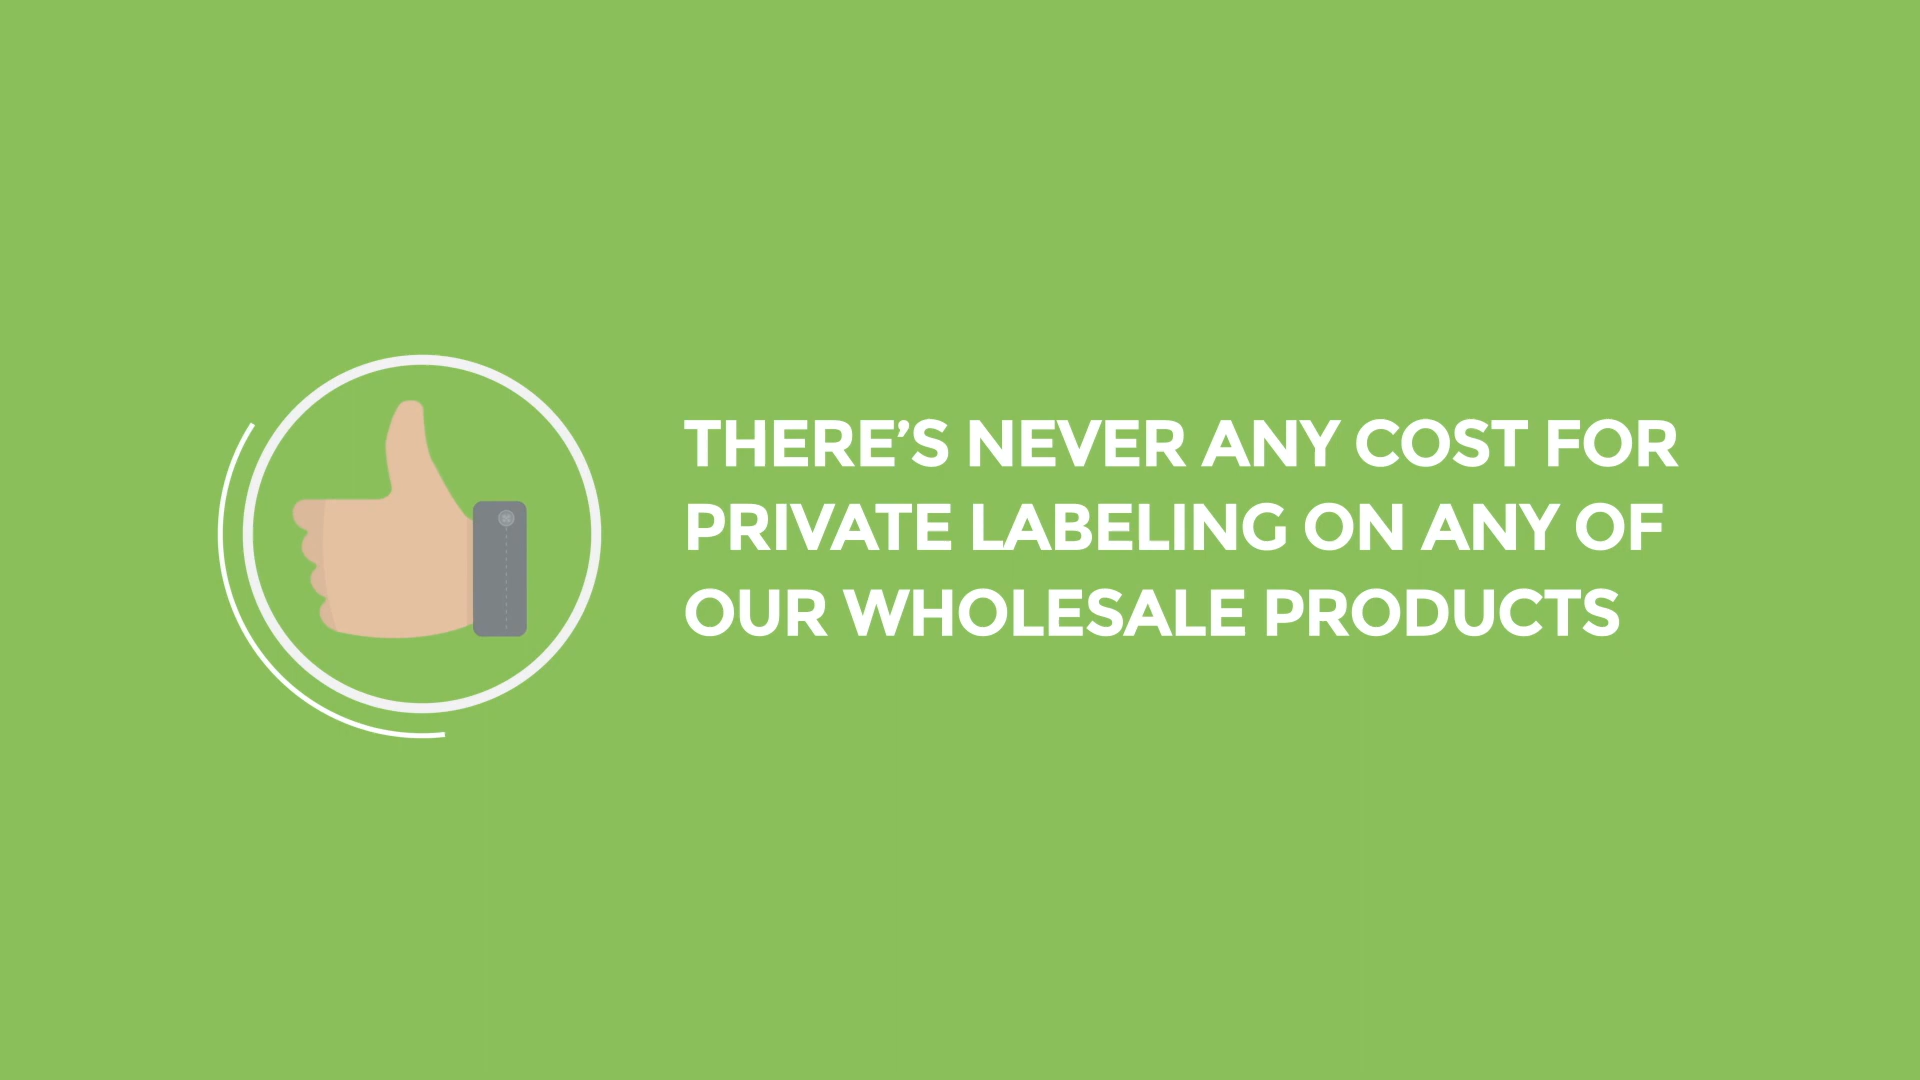 THERE’S NEVER ANY COST FOR
PRIVATE LABELING ON ANY OF
OUR WHOLESALE PRODUCTS